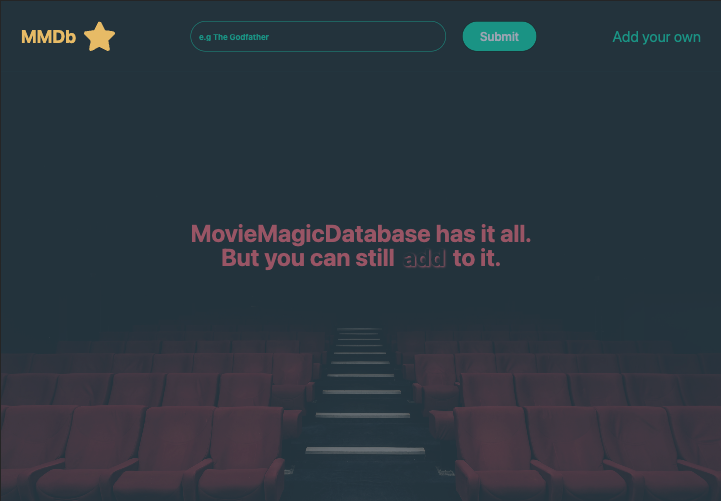 MMDb
e.g The Godfather
Submit
Add your own
MovieMagicDatabase has it all.
But you can still add to it.